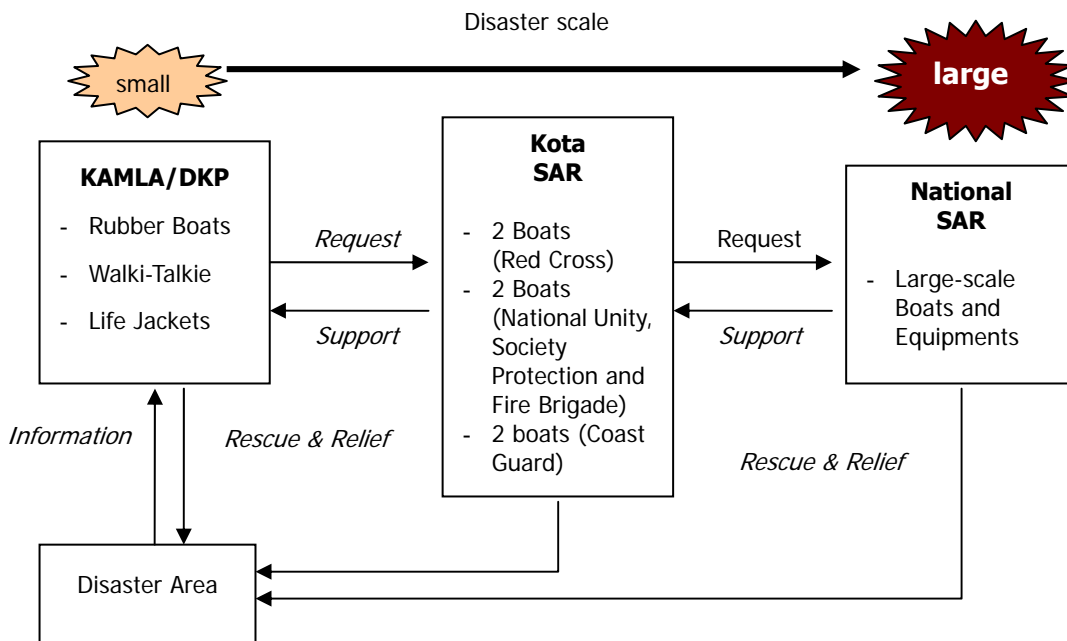 Disaster scale
small
large
KAMLA/DKP
- Rubber Boats
- Walki-Talkie
- Life Jackets
Request
Support
Kota
SAR
- 2 Boats
(Red Cross)
- 2 Boats
(National Unity,
Society
Protection and
Fire Brigade)
- 2 boats (Coast
Guard)
Request
Support
National
SAR
- Large-scale
Boats and
Equipments
Information
Rescue & Relief
Rescue & Relief
Disaster Area